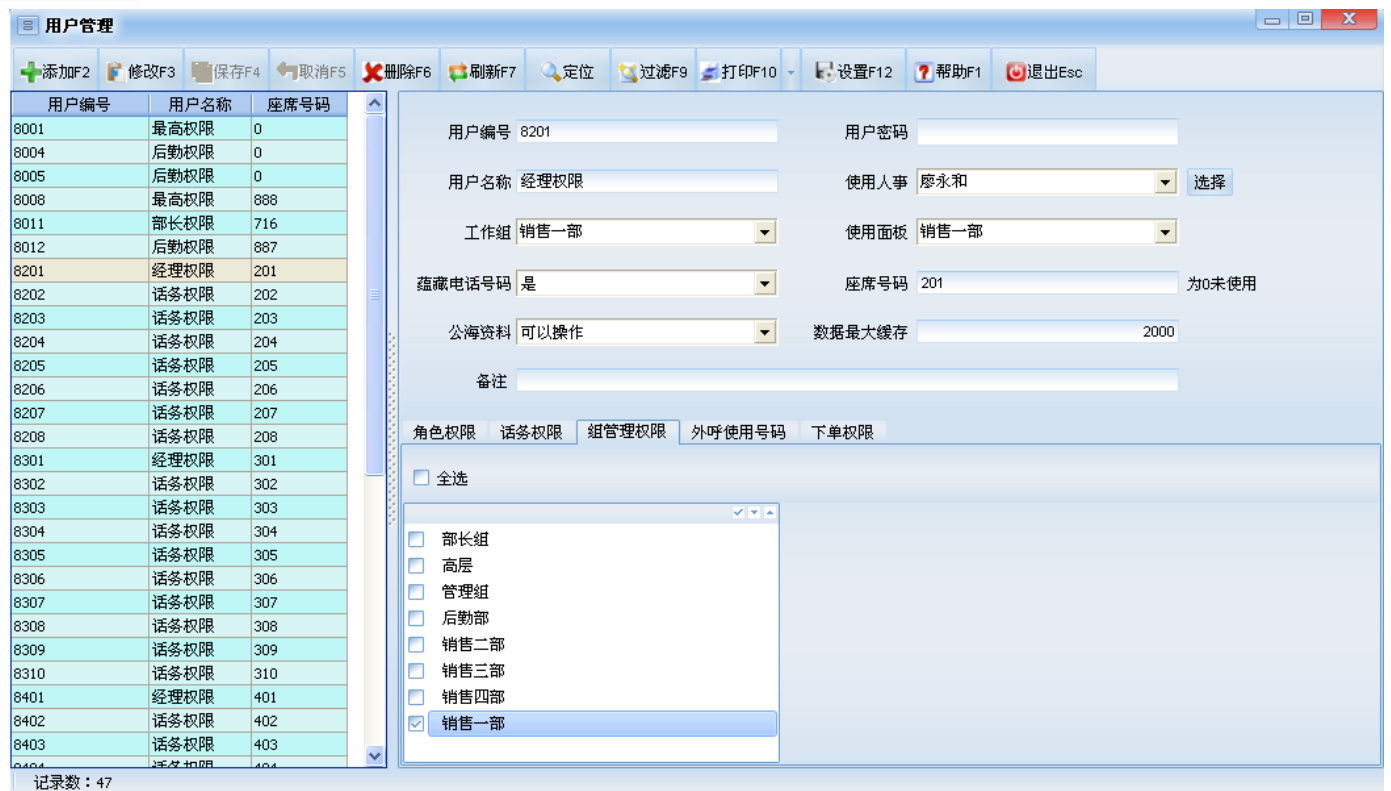 用户管理
添加F2 修改F3 保存F4 取消F5 删除F6 刷新F7 定位 过滤F9 打印F10 设置F12 帮助F1 退出Esc
用户编号 用户名称 座席号码
8001 最高权限 0
8004 后勤权限 0
8005 后勤权限 0
8008 最高权限 888
8011 部长权限 716
8012 后勤权限 887
8201 经理权限 201
8202 话务权限 202
8203 话务权限 203
8204 话务权限 204
8205 话务权限 205
8206 话务权限 206
8207 话务权限 207
8208 话务权限 208
8301 经理权限 301
8302 话务权限 302
8303 话务权限 303
8304 话务权限 304
8305 话务权限 305
8306 话务权限 306
8307 话务权限 307
8308 话务权限 308
8309 话务权限 309
8310 话务权限 310
8401 经理权限 401
8402 话务权限 402
8403 话务权限 403
用户编号 8201 用户密码
用户名称 经理权限 使用人事 廖永和 选择
工作组 销售一部 使用面板 销售一部
蕴藏电话号码 是 座席号码 201 为0未使用
公海资料 可以操作 数据最大缓存 2000
备注
角色权限 话务权限 组管理权限 外呼使用号码 下单权限
全选
部长组
高层
管理组
后勤部
销售二部
销售三部
销售四部
销售一部
记录数：47